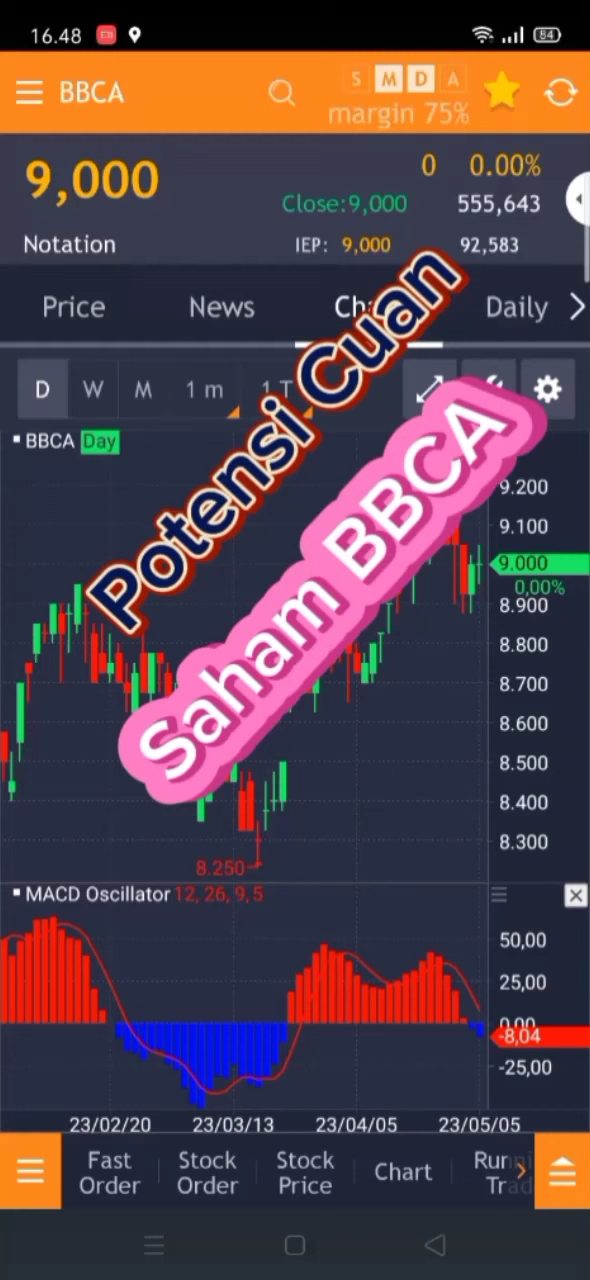 16.48
84
BBCA
S M D A
margin 75%
9,000
0 0.00%
Close:9,000 555,643
Notation IEP: 9,000 92,583
Price News Daily
D W M 1 m 1 T
Potensi Cuan
Saham BBCA
BBCA Day
9.200
9.100
9.000
0,00%
8.900
8.800
8.700
8.600
8.500
8.400
8.300
8.250
MACD Oscillator 12, 26, 9, 5
50,00
25,00
0,00
-8,04
-25,00
23/02/20 23/03/13 23/04/05 23/05/05
Fast Order
Stock Order
Stock Price
Chart